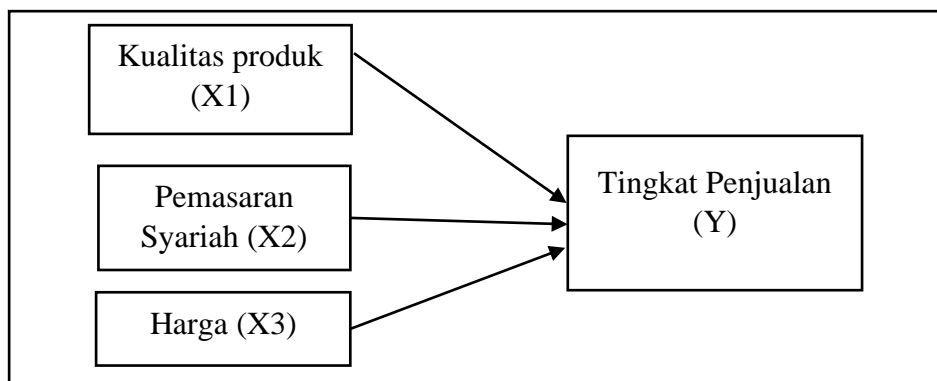 Kualitas produk
(X1)
Pemasaran
Syariah (X2)
Harga (X3)
Tingkat Penjualan
(Y)